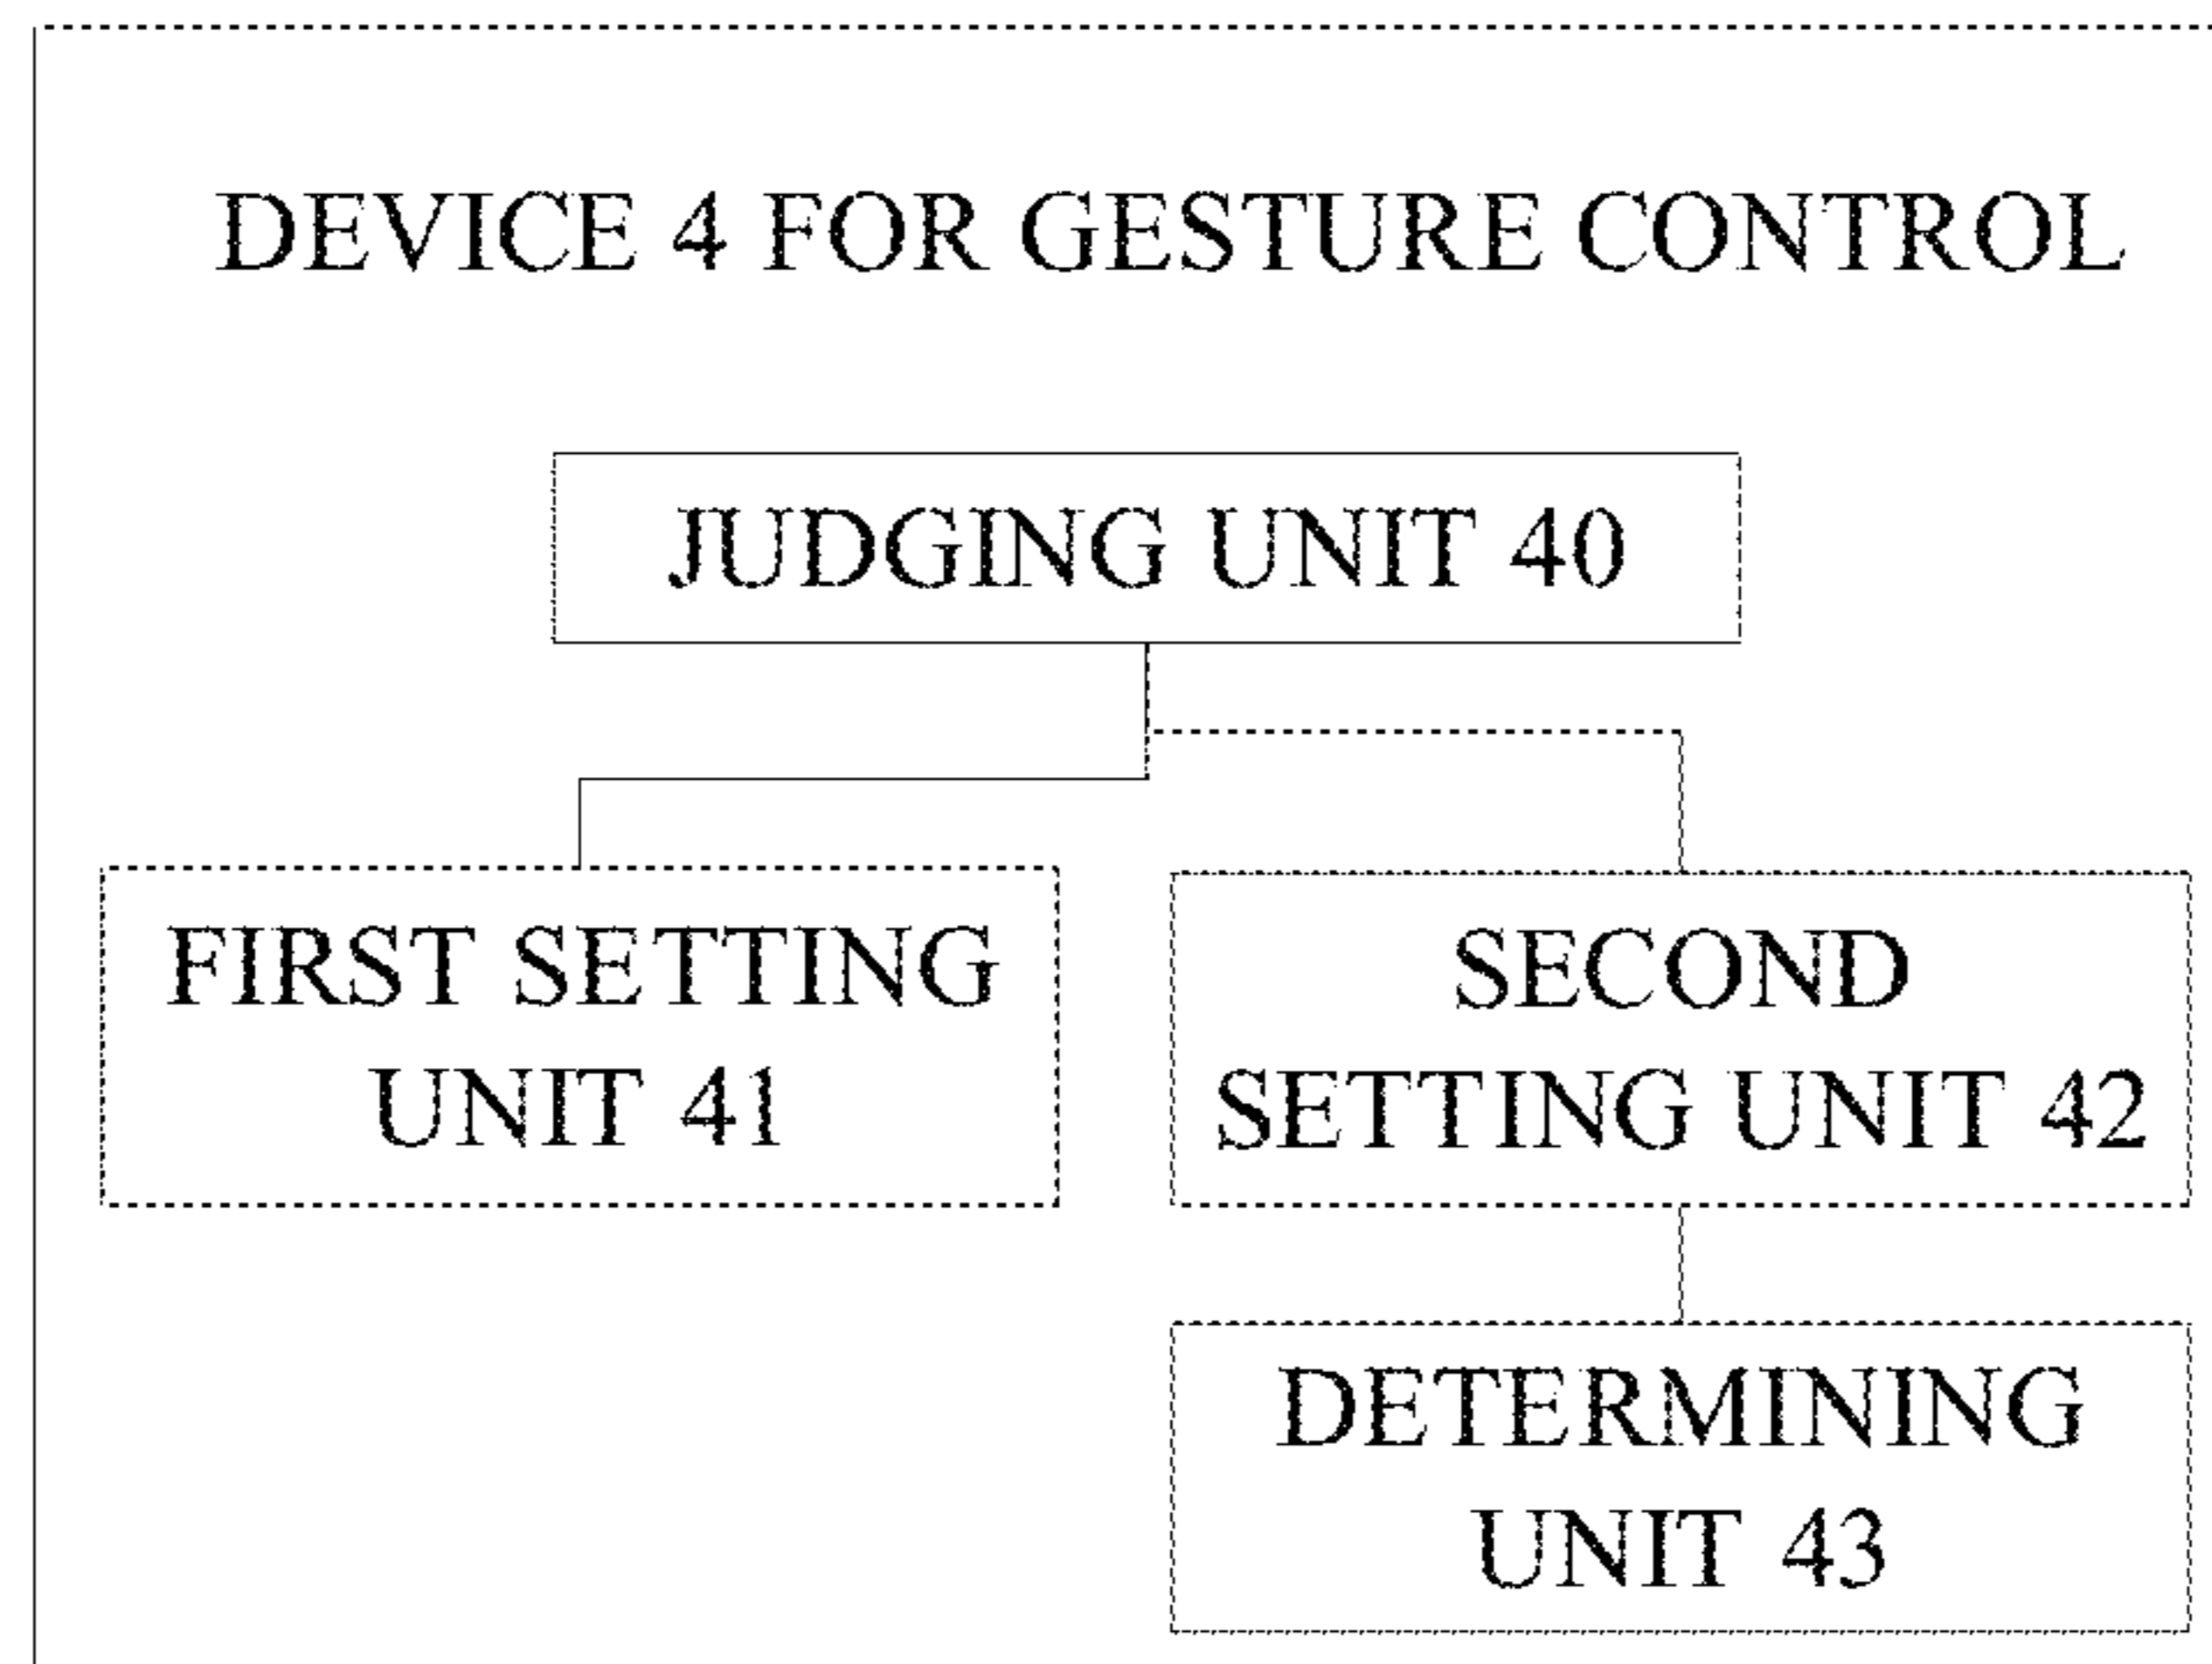 DEVICE 4 FOR GESTURE CONTROL
JUDGING UNIT 40
FIRST SETTING
UNIT 41
SECOND
SETTING UNIT 42
DETERMINING
UNIT 43